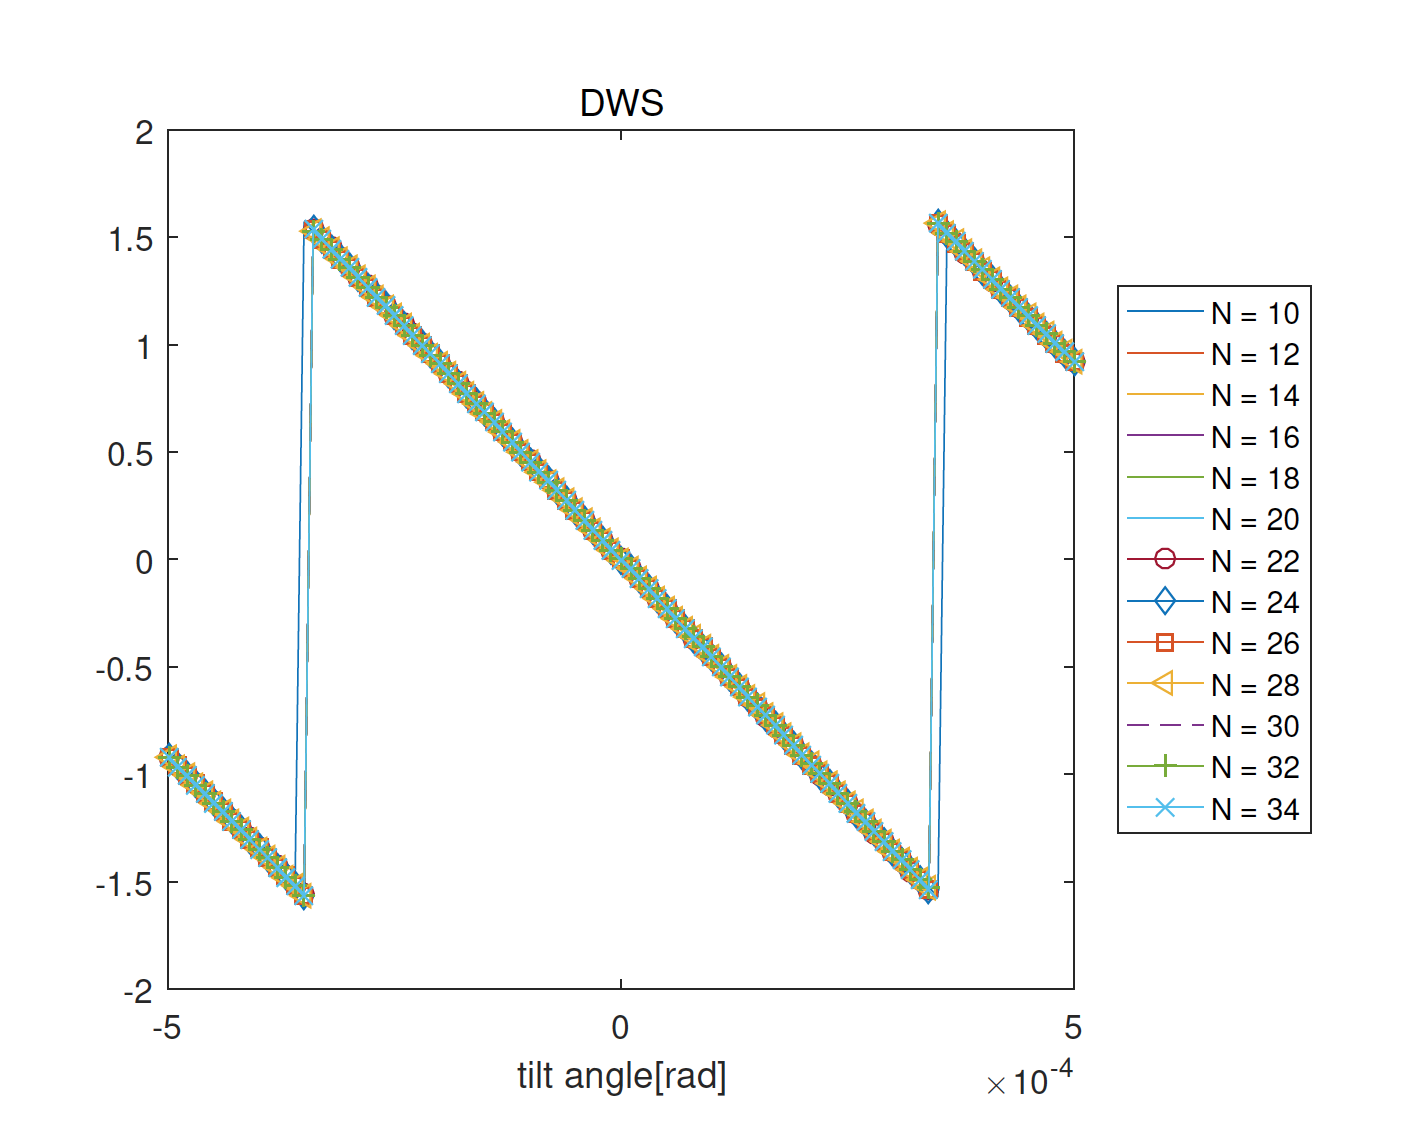 DWS
2
1.5
1
0.5
0
-0.5
-1
-1.5
-2
-5
0
5
tilt angle[rad]
×10^-4
N = 10
N = 12
N = 14
N = 16
N = 18
N = 20
N = 22
N = 24
N = 26
N = 28
N = 30
N = 32
N = 34